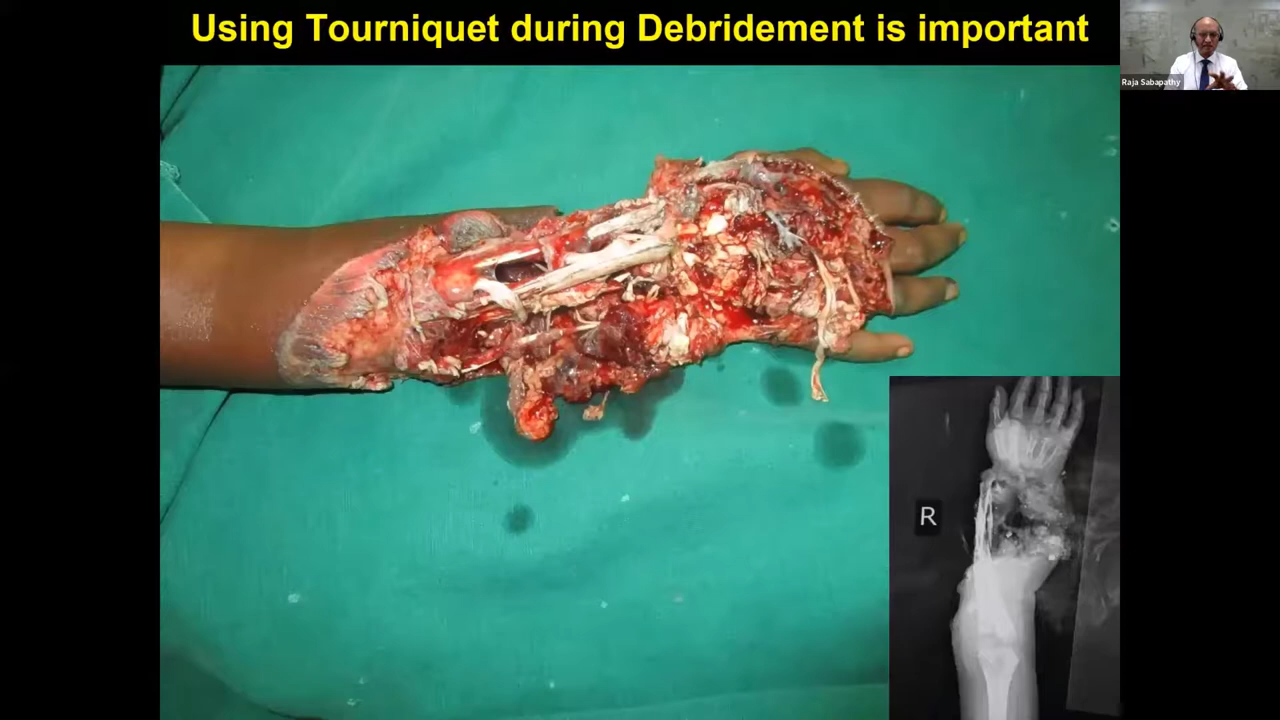 Using Tourniquet during Debridement is important
Raja Sabapathy
R